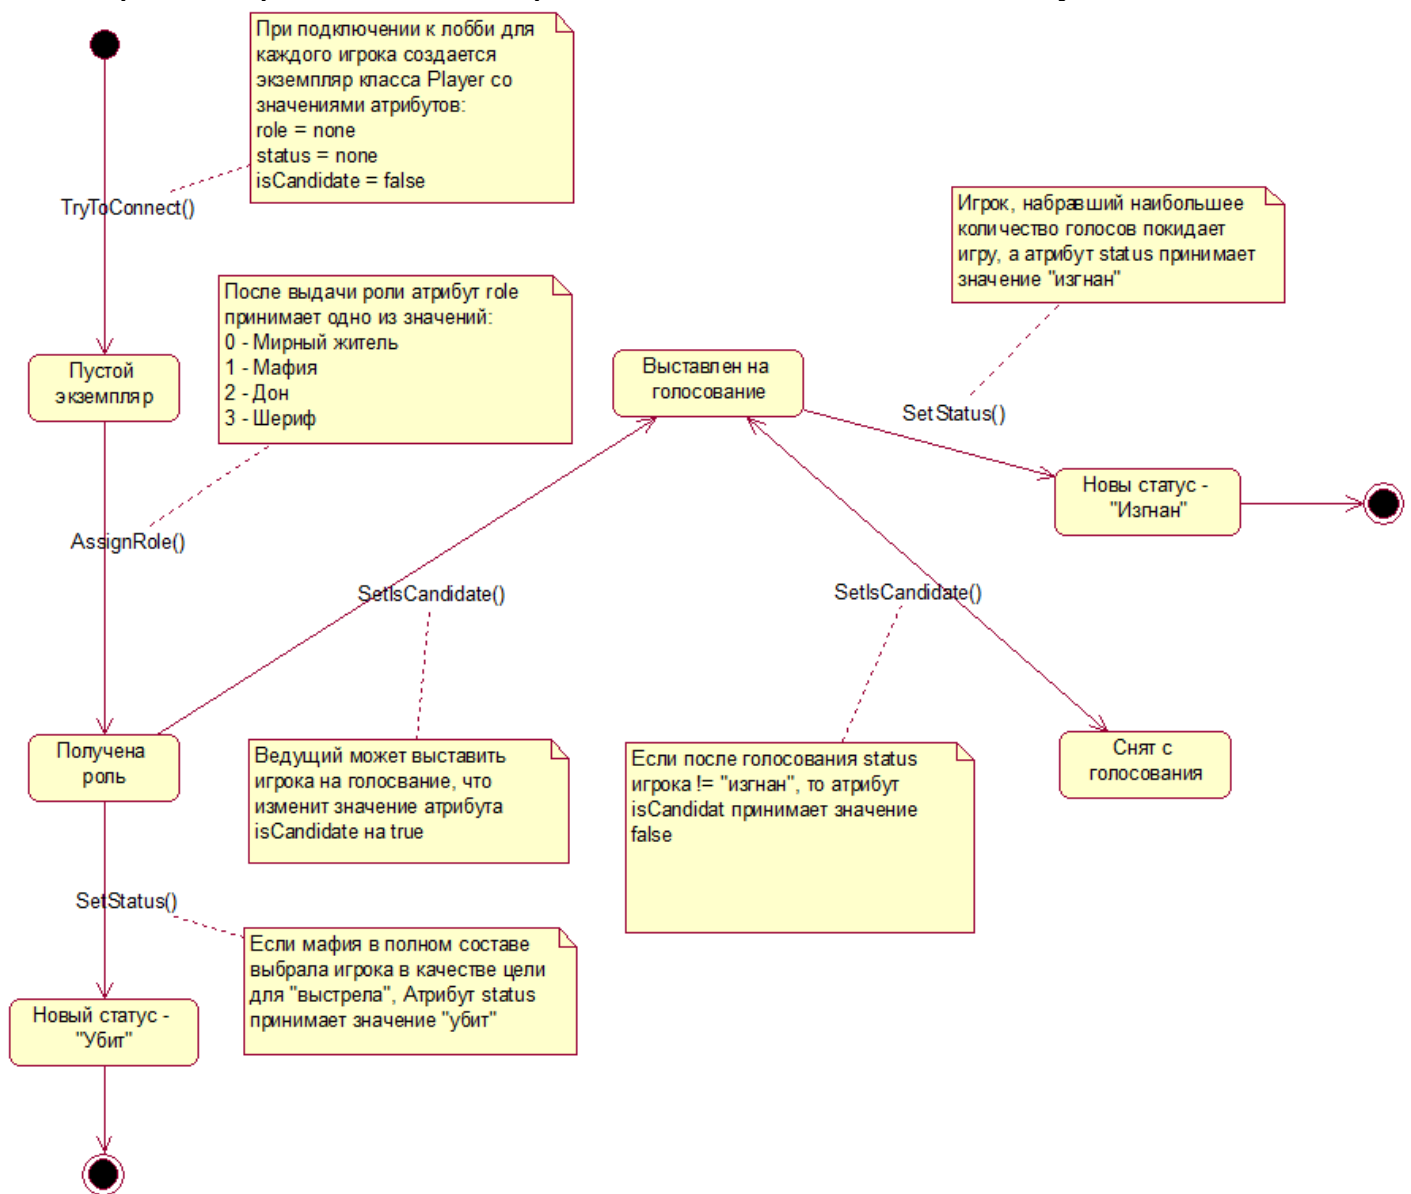 При подключении к лобби для
каждого игрока создается
экземпляр класса Player со
значениями атрибутов:
role = none
status = none
isCandidate = false
TryToConnect()
Игрок, набравший наибольшее
количество голосов покидает
игру, а атрибут status принимает
значение "изгнан"
После выдачи роли атрибут role
принимает одно из значений:
0 - Мирный житель
1 - Мафия
2 - Дон
3 - Шериф
Пустой
экземпляр
Выставлен на
голосование
SetStatus()
Новы статус -
"Изгнан"
AssignRole()
SetIsCandidate()
SetIsCandidate()
Получена
роль
Ведущий может выставить
игрока на голосвание, что
изменит значение атрибута
isCandidate на true
Если после голосования status
игрока != "изгнан", то атрибут
isCandidat принимает значение
false
Снят с
голосования
SetStatus()
Если мафия в полном составе
выбрала игрока в качестве цели
для "выстрела", Атрибут status
принимает значение "убит"
Новый статус -
"Убит"